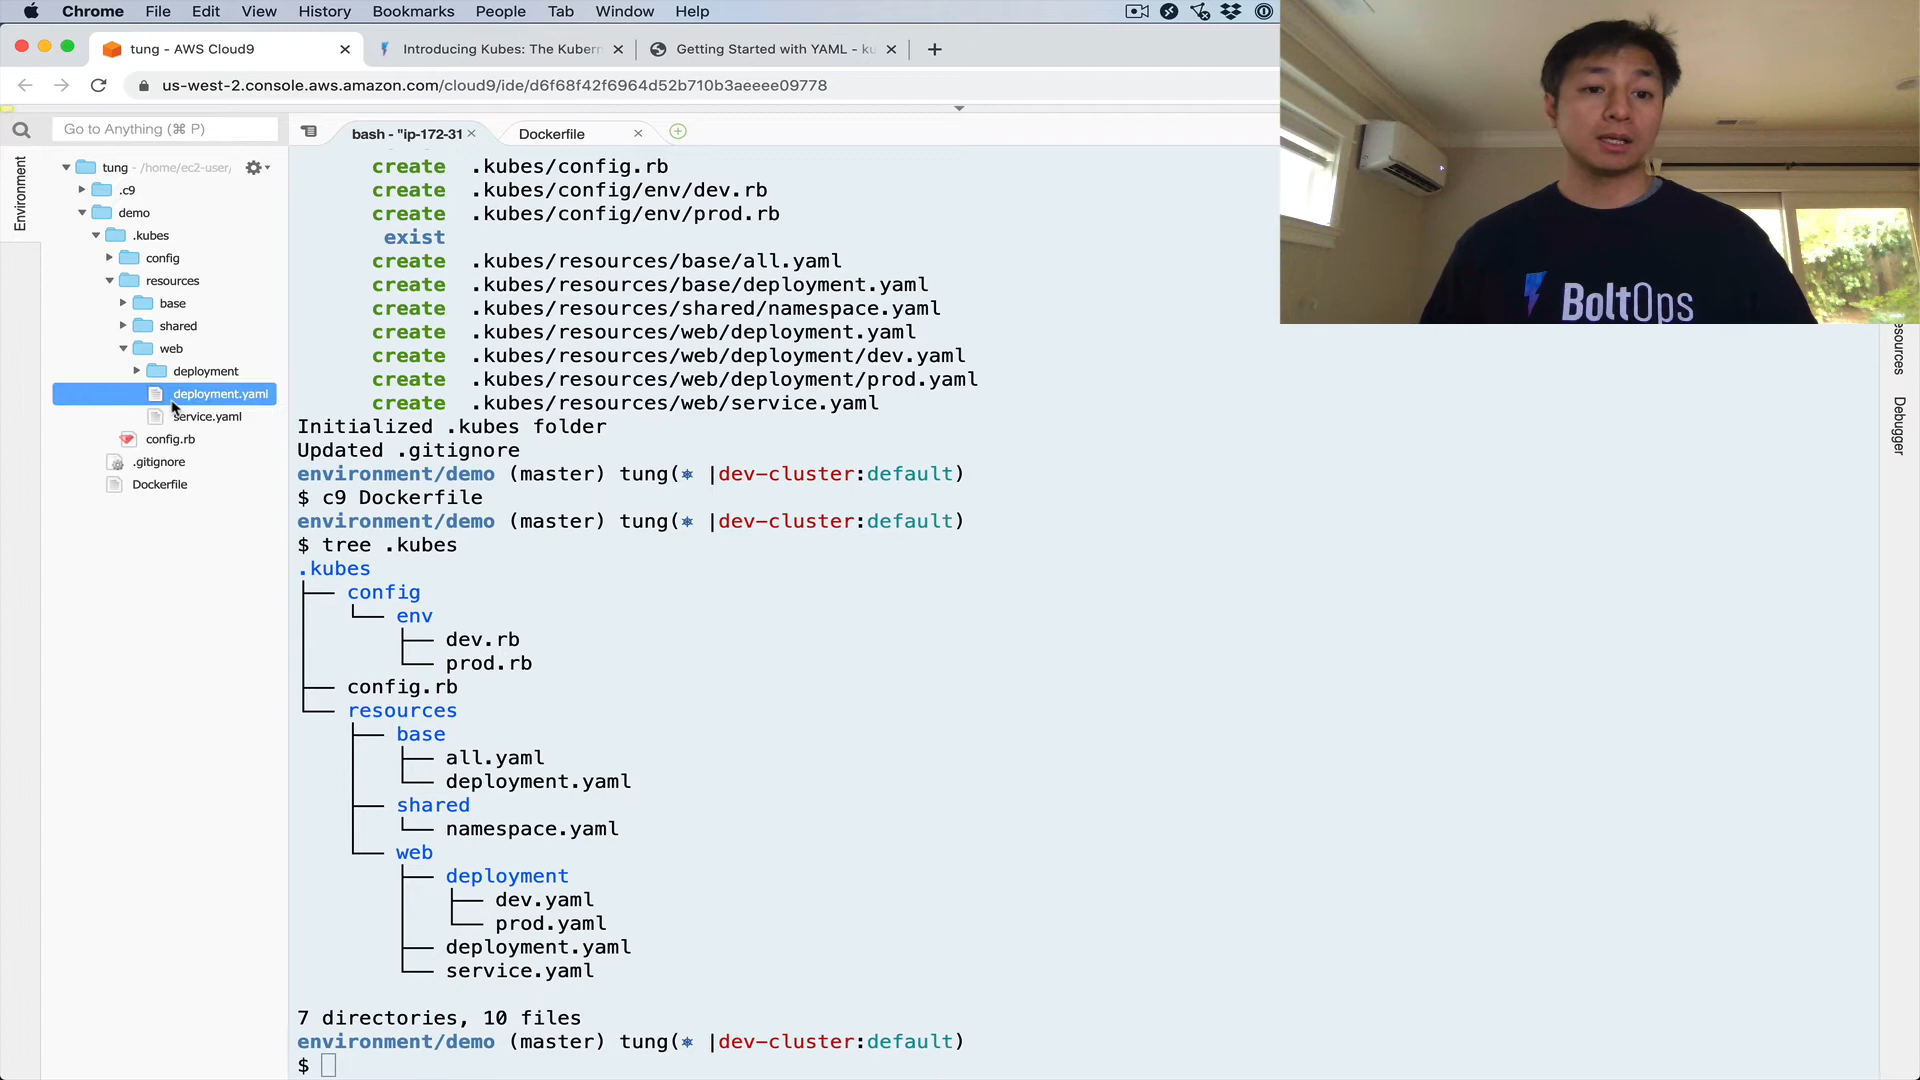 Chrome File Edit View History Bookmarks People Tab Window Help
tung - AWS Cloud9
Introducing Kubes: The Kubern
Getting Started with YAML - ku
us-west-2.console.aws.amazon.com/cloud9/ide/d6f68f42f6964d52b710b3aeeee09778
Go to Anything (⌘ P)
bash - "ip-172-31
Dockerfile
Environment
tung - /home/ec2-user/
.c9
demo
.kubes
config
resources
base
shared
web
deployment
deployment.yaml
service.yaml
config.rb
.gitignore
Dockerfile
create .kubes/config.rb
create .kubes/config/env/dev.rb
create .kubes/config/env/prod.rb
exist
create .kubes/resources/base/all.yaml
create .kubes/resources/base/deployment.yaml
create .kubes/resources/shared/namespace.yaml
create .kubes/resources/web/deployment.yaml
create .kubes/resources/web/deployment/dev.yaml
create .kubes/resources/web/deployment/prod.yaml
create .kubes/resources/web/service.yaml
Initialized .kubes folder
Updated .gitignore
environment/demo (master) tung(⎈ |dev-cluster:default)
$ c9 Dockerfile
environment/demo (master) tung(⎈ |dev-cluster:default)
$ tree .kubes
.kubes
├── config
│   └── env
│       ├── dev.rb
│       └── prod.rb
├── config.rb
└── resources
    ├── base
    │   ├── all.yaml
    │   └── deployment.yaml
    ├── shared
    │   └── namespace.yaml
    └── web
        ├── deployment
        │   ├── dev.yaml
        │   └── prod.yaml
        ├── deployment.yaml
        └── service.yaml
7 directories, 10 files
environment/demo (master) tung(⎈ |dev-cluster:default)
$
BoltOps
Debugger